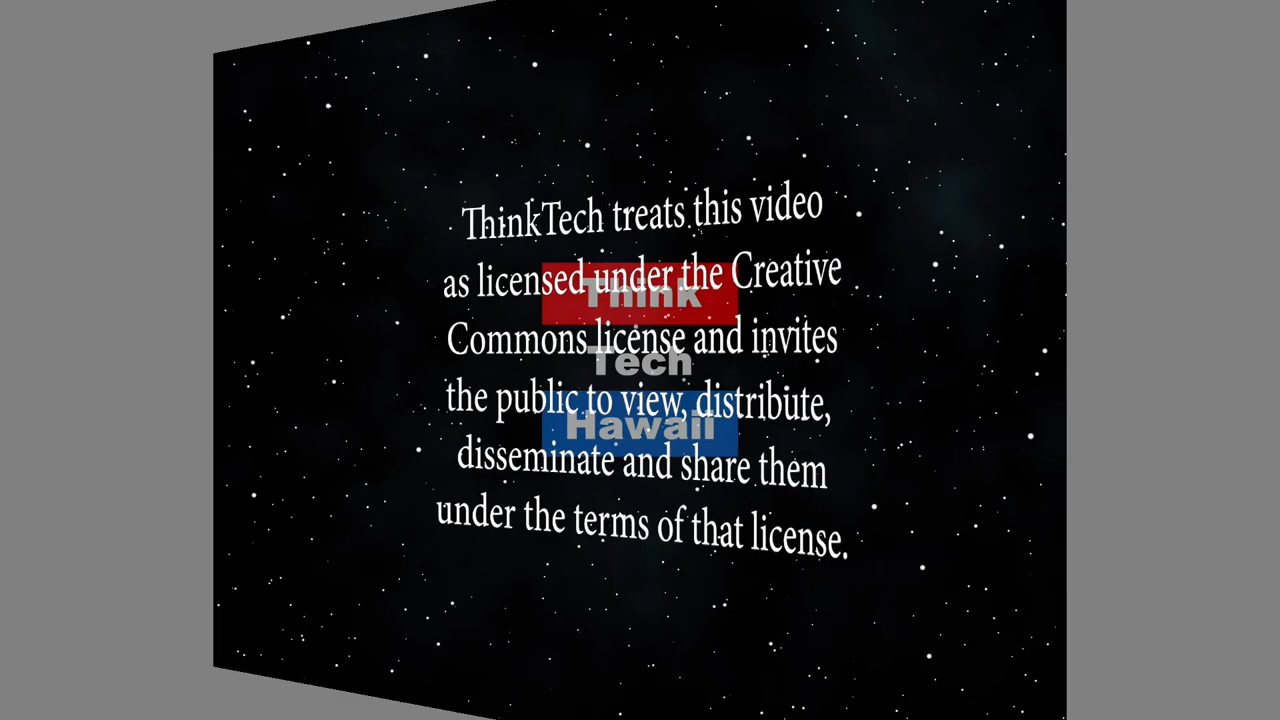 ThinkTech treats this video
as licensed under the Creative
Commons license and invites
the public to view, distribute,
disseminate and share them
under the terms of that license.
Think
Tech
Hawaii